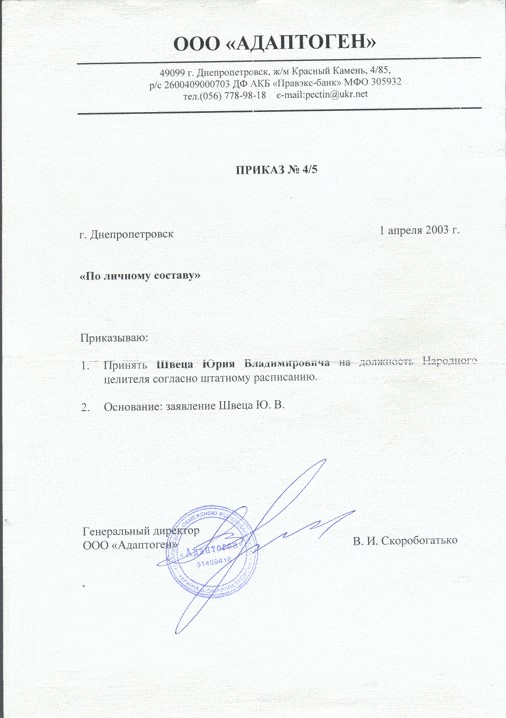 ООО «АДАПТОГЕН»
49099 г. Днепропетровск, ж/м Красный Камень, 4/85,
р/с 2600409000703 ДФ АКБ «Правэкс-банк» МФО 305932
тел.(056) 778-98-18 e-mail:pectin@ukr.net
ПРИКАЗ № 4/5
г. Днепропетровск 1 апреля 2003 г.
«По личному составу»
Приказываю:
1. Принять Швеца Юрия Владимировича на должность Народного
целителя согласно штатному расписанию.
2. Основание: заявление Швеца Ю. В.
Генеральный директор
ООО «Адаптоген» В. И. Скоробогатько
«Адаптоген»